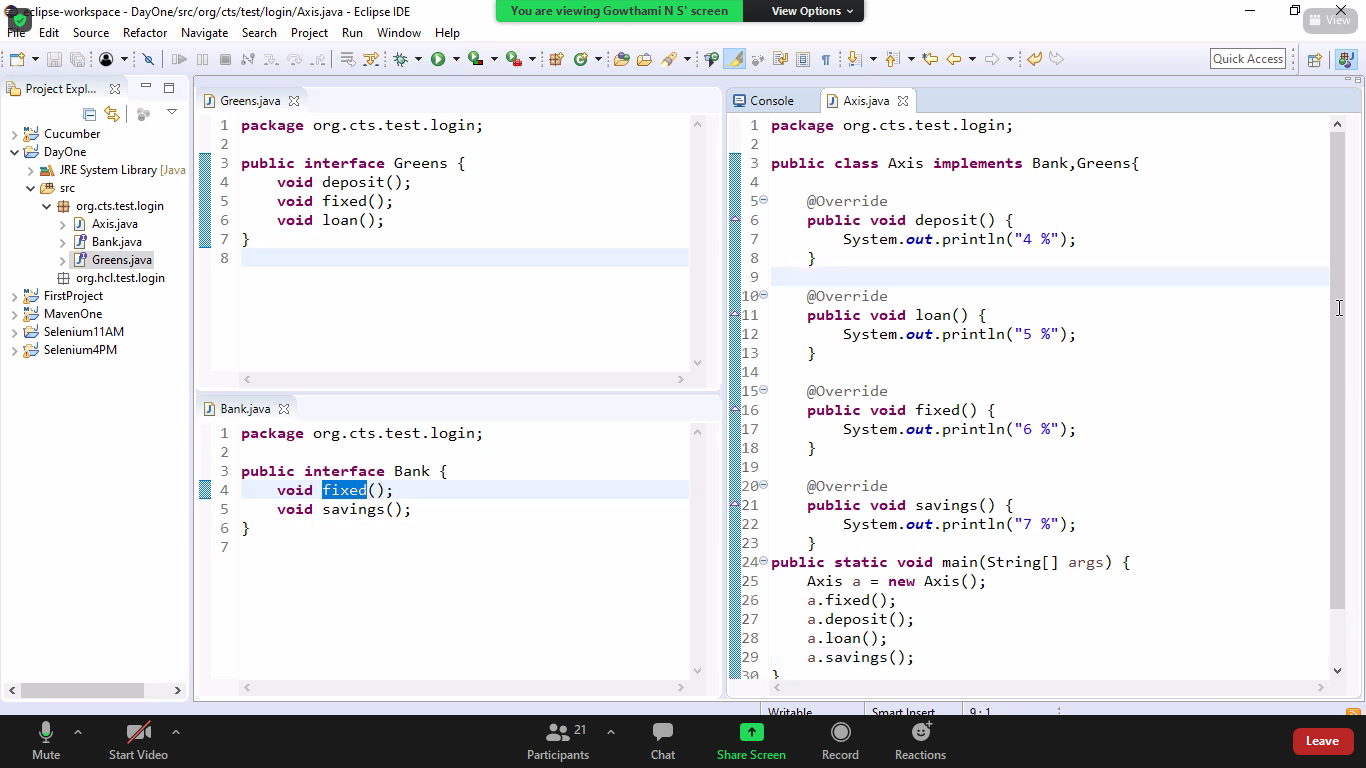 eclipse-workspace - DayOne/src/org/cts/test/login/Axis.java - Eclipse IDE
You are viewing Gowthami N S' screen
View Options
View
File Edit Source Refactor Navigate Search Project Run Window Help
Quick Access
Project Expl...
Cucumber
DayOne
JRE System Library [Java
src
org.cts.test.login
Axis.java
Bank.java
Greens.java
org.hcl.test.login
FirstProject
MavenOne
Selenium11AM
Selenium4PM
Greens.java
1 package org.cts.test.login;
2
3 public interface Greens {
4 void deposit();
5 void fixed();
6 void loan();
7 }
8
Bank.java
1 package org.cts.test.login;
2
3 public interface Bank {
4 void fixed();
5 void savings();
6 }
7
Console Axis.java
1 package org.cts.test.login;
2
3 public class Axis implements Bank,Greens{
4
5 @Override
6 public void deposit() {
7 System.out.println("4 %");
8 }
9
10 @Override
11 public void loan() {
12 System.out.println("5 %");
13 }
14
15 @Override
16 public void fixed() {
17 System.out.println("6 %");
18 }
19
20 @Override
21 public void savings() {
22 System.out.println("7 %");
23 }
24 public static void main(String[] args) {
25 Axis a = new Axis();
26 a.fixed();
27 a.deposit();
28 a.loan();
29 a.savings();
30 }
Writable Smart Insert 9 : 1
Mute Start Video Participants 21 Chat Share Screen Record Reactions Leave